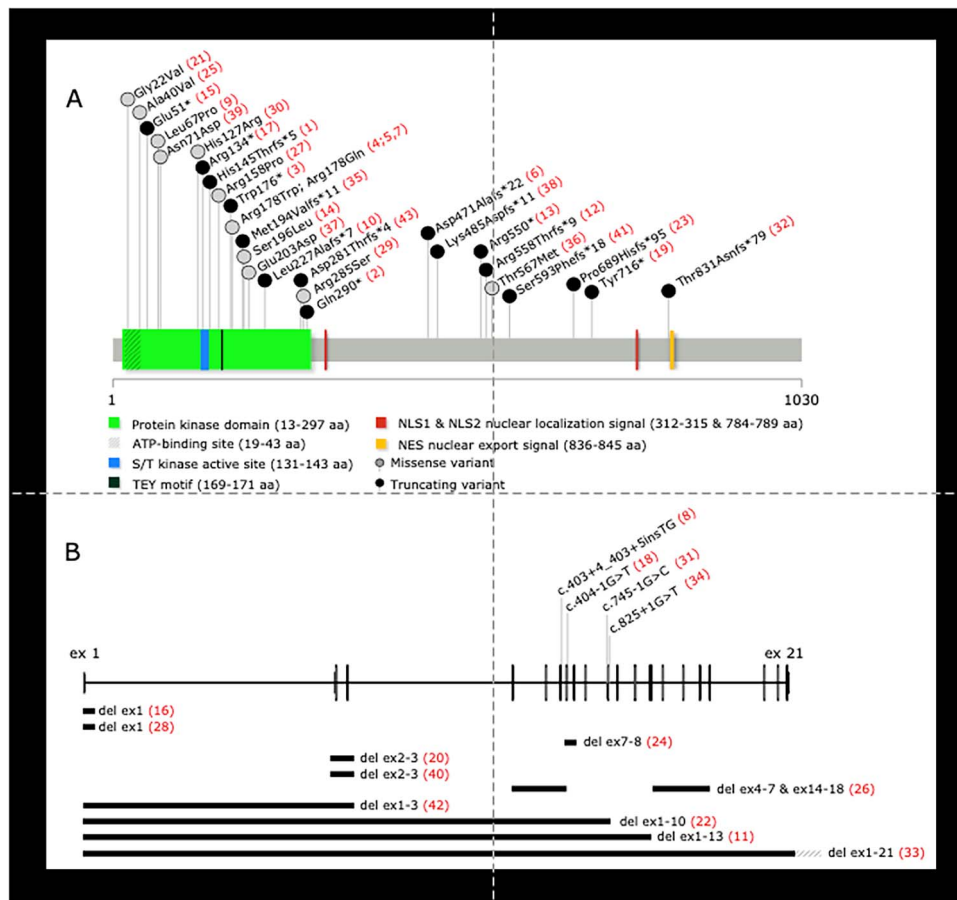 A
Gly22Val (21)
Ala40Val (25)
Glu51* (15)
Leu67Pro (9)
Asn71Asp (39)
His127Arg (30)
Arg134* (17)
His145Thrfs*5 (1)
Arg158Pro (27)
Trp176* (3)
Arg178Trp; Arg178Gln (4;5,7)
Met194Valfs*11 (35)
Ser196Leu (14)
Glu203Asp (37)
Leu227Alafs*7 (10)
Asp281Thrfs*4 (43)
Arg285Ser (29)
Gln290* (2)
Asp471Alafs*22 (6)
Lys485Aspfs*11 (38)
Arg550* (13)
Arg558Thrfs*9 (12)
Thr567Met (36)
Ser593Phefs*18 (41)
Pro689Hisfs*95 (23)
Tyr716* (19)
Thr831Asnfs*79 (32)
1
1030
Protein kinase domain (13-297 aa)
ATP-binding site (19-43 aa)
S/T kinase active site (131-143 aa)
TEY motif (169-171 aa)
NLS1 & NLS2 nuclear localization signal (312-315 & 784-789 aa)
NES nuclear export signal (836-845 aa)
Missense variant
Truncating variant
B
c.403+4_403+5insTG (8)
c.404-1G>T (18)
c.745-1G>C (31)
c.825+1G>T (34)
ex 1
ex 21
del ex1 (16)
del ex1 (28)
del ex7-8 (24)
del ex2-3 (20)
del ex2-3 (40)
del ex4-7 & ex14-18 (26)
del ex1-3 (42)
del ex1-10 (22)
del ex1-13 (11)
del ex1-21 (33)